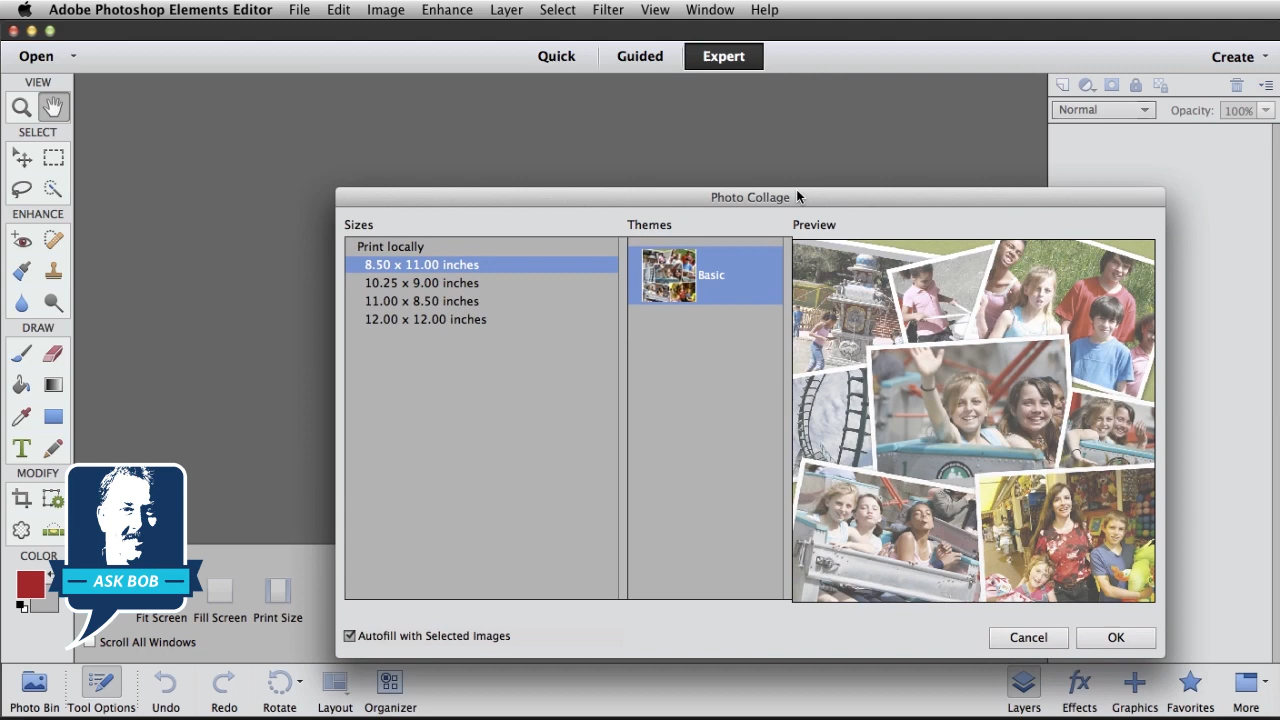 Adobe Photoshop Elements Editor File Edit Image Enhance Layer Select Filter View Window Help
Open Quick Guided Expert Create
VIEW
Normal Opacity: 100%
SELECT
ENHANCE
DRAW
MODIFY
COLOR
Photo Collage
Sizes Themes Preview
Print locally
8.50 x 11.00 inches
10.25 x 9.00 inches
11.00 x 8.50 inches
12.00 x 12.00 inches
Basic
Autofill with Selected Images Cancel OK
ASK BOB
Fit Screen Fill Screen Print Size
Scroll All Windows
Photo Bin Tool Options Undo Redo Rotate Layout Organizer Layers Effects Graphics Favorites More